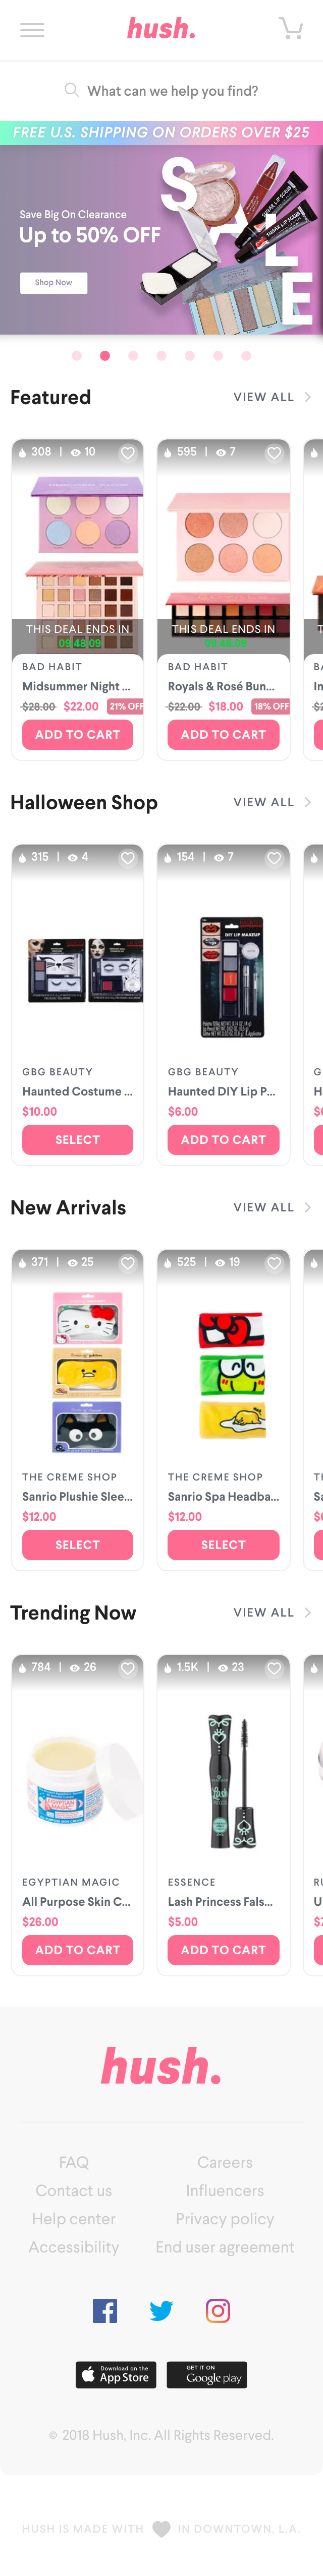 hush.
What can we help you find?
FREE U.S. SHIPPING ON ORDERS OVER $25
Save Big On Clearance
Up to 50% OFF
Shop Now
SALE
Featured
VIEW ALL
308 | 10
595 | 7
THIS DEAL ENDS IN
09:48:09
THIS DEAL ENDS IN
09:48:09
BAD HABIT
Midsummer Night ...
$28.00 $22.00 21% OFF
ADD TO CART
BAD HABIT
Royals & Rosé Bun...
$22.00 $18.00 18% OFF
ADD TO CART
Halloween Shop
VIEW ALL
315 | 4
154 | 7
DIY LIP MAKEUP
GBG BEAUTY
Haunted Costume ...
$10.00
SELECT
GBG BEAUTY
Haunted DIY Lip P...
$6.00
ADD TO CART
New Arrivals
VIEW ALL
371 | 25
525 | 19
THE CREME SHOP
Sanrio Plushie Slee...
$12.00
SELECT
THE CREME SHOP
Sanrio Spa Headba...
$12.00
SELECT
Trending Now
VIEW ALL
784 | 26
1.5K | 23
EGYPTIAN MAGIC
EGYPTIAN MAGIC
All Purpose Skin C...
$26.00
ADD TO CART
ESSENCE
Lash Princess Fals...
$5.00
ADD TO CART
hush.
FAQ
Careers
Contact us
Influencers
Help center
Privacy policy
Accessibility
End user agreement
Download on the
App Store
GET IT ON
Google play
© 2018 Hush, Inc. All Rights Reserved.
HUSH IS MADE WITH IN DOWNTOWN, L.A.